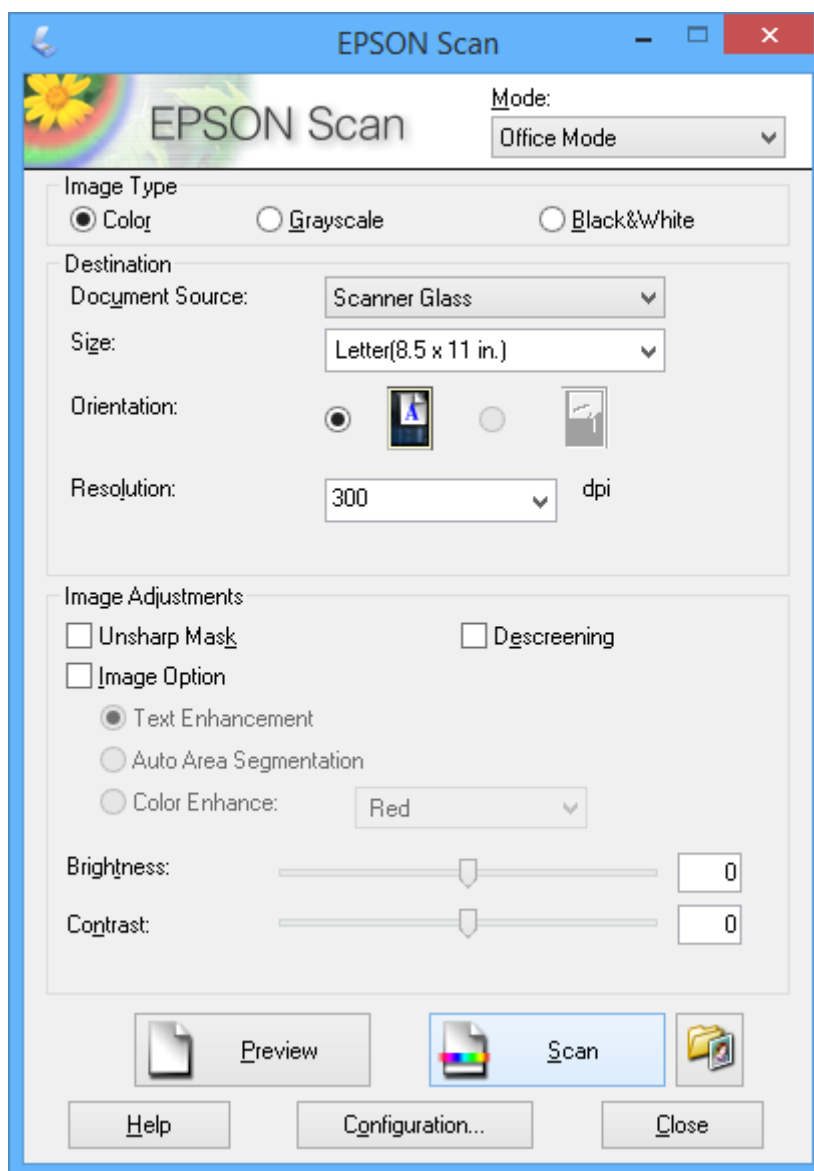 EPSON Scan
EPSON Scan
Mode:
Office Mode
Image Type
Color Grayscale Black&White
Destination
Document Source: Scanner Glass
Size: Letter(8.5 x 11 in.)
Orientation: A
Resolution: 300 dpi
Image Adjustments
Unsharp Mask Descreening
Image Option
Text Enhancement
Auto Area Segmentation
Color Enhance: Red
Brightness: 0
Contrast: 0
Preview Scan
Help Configuration... Close